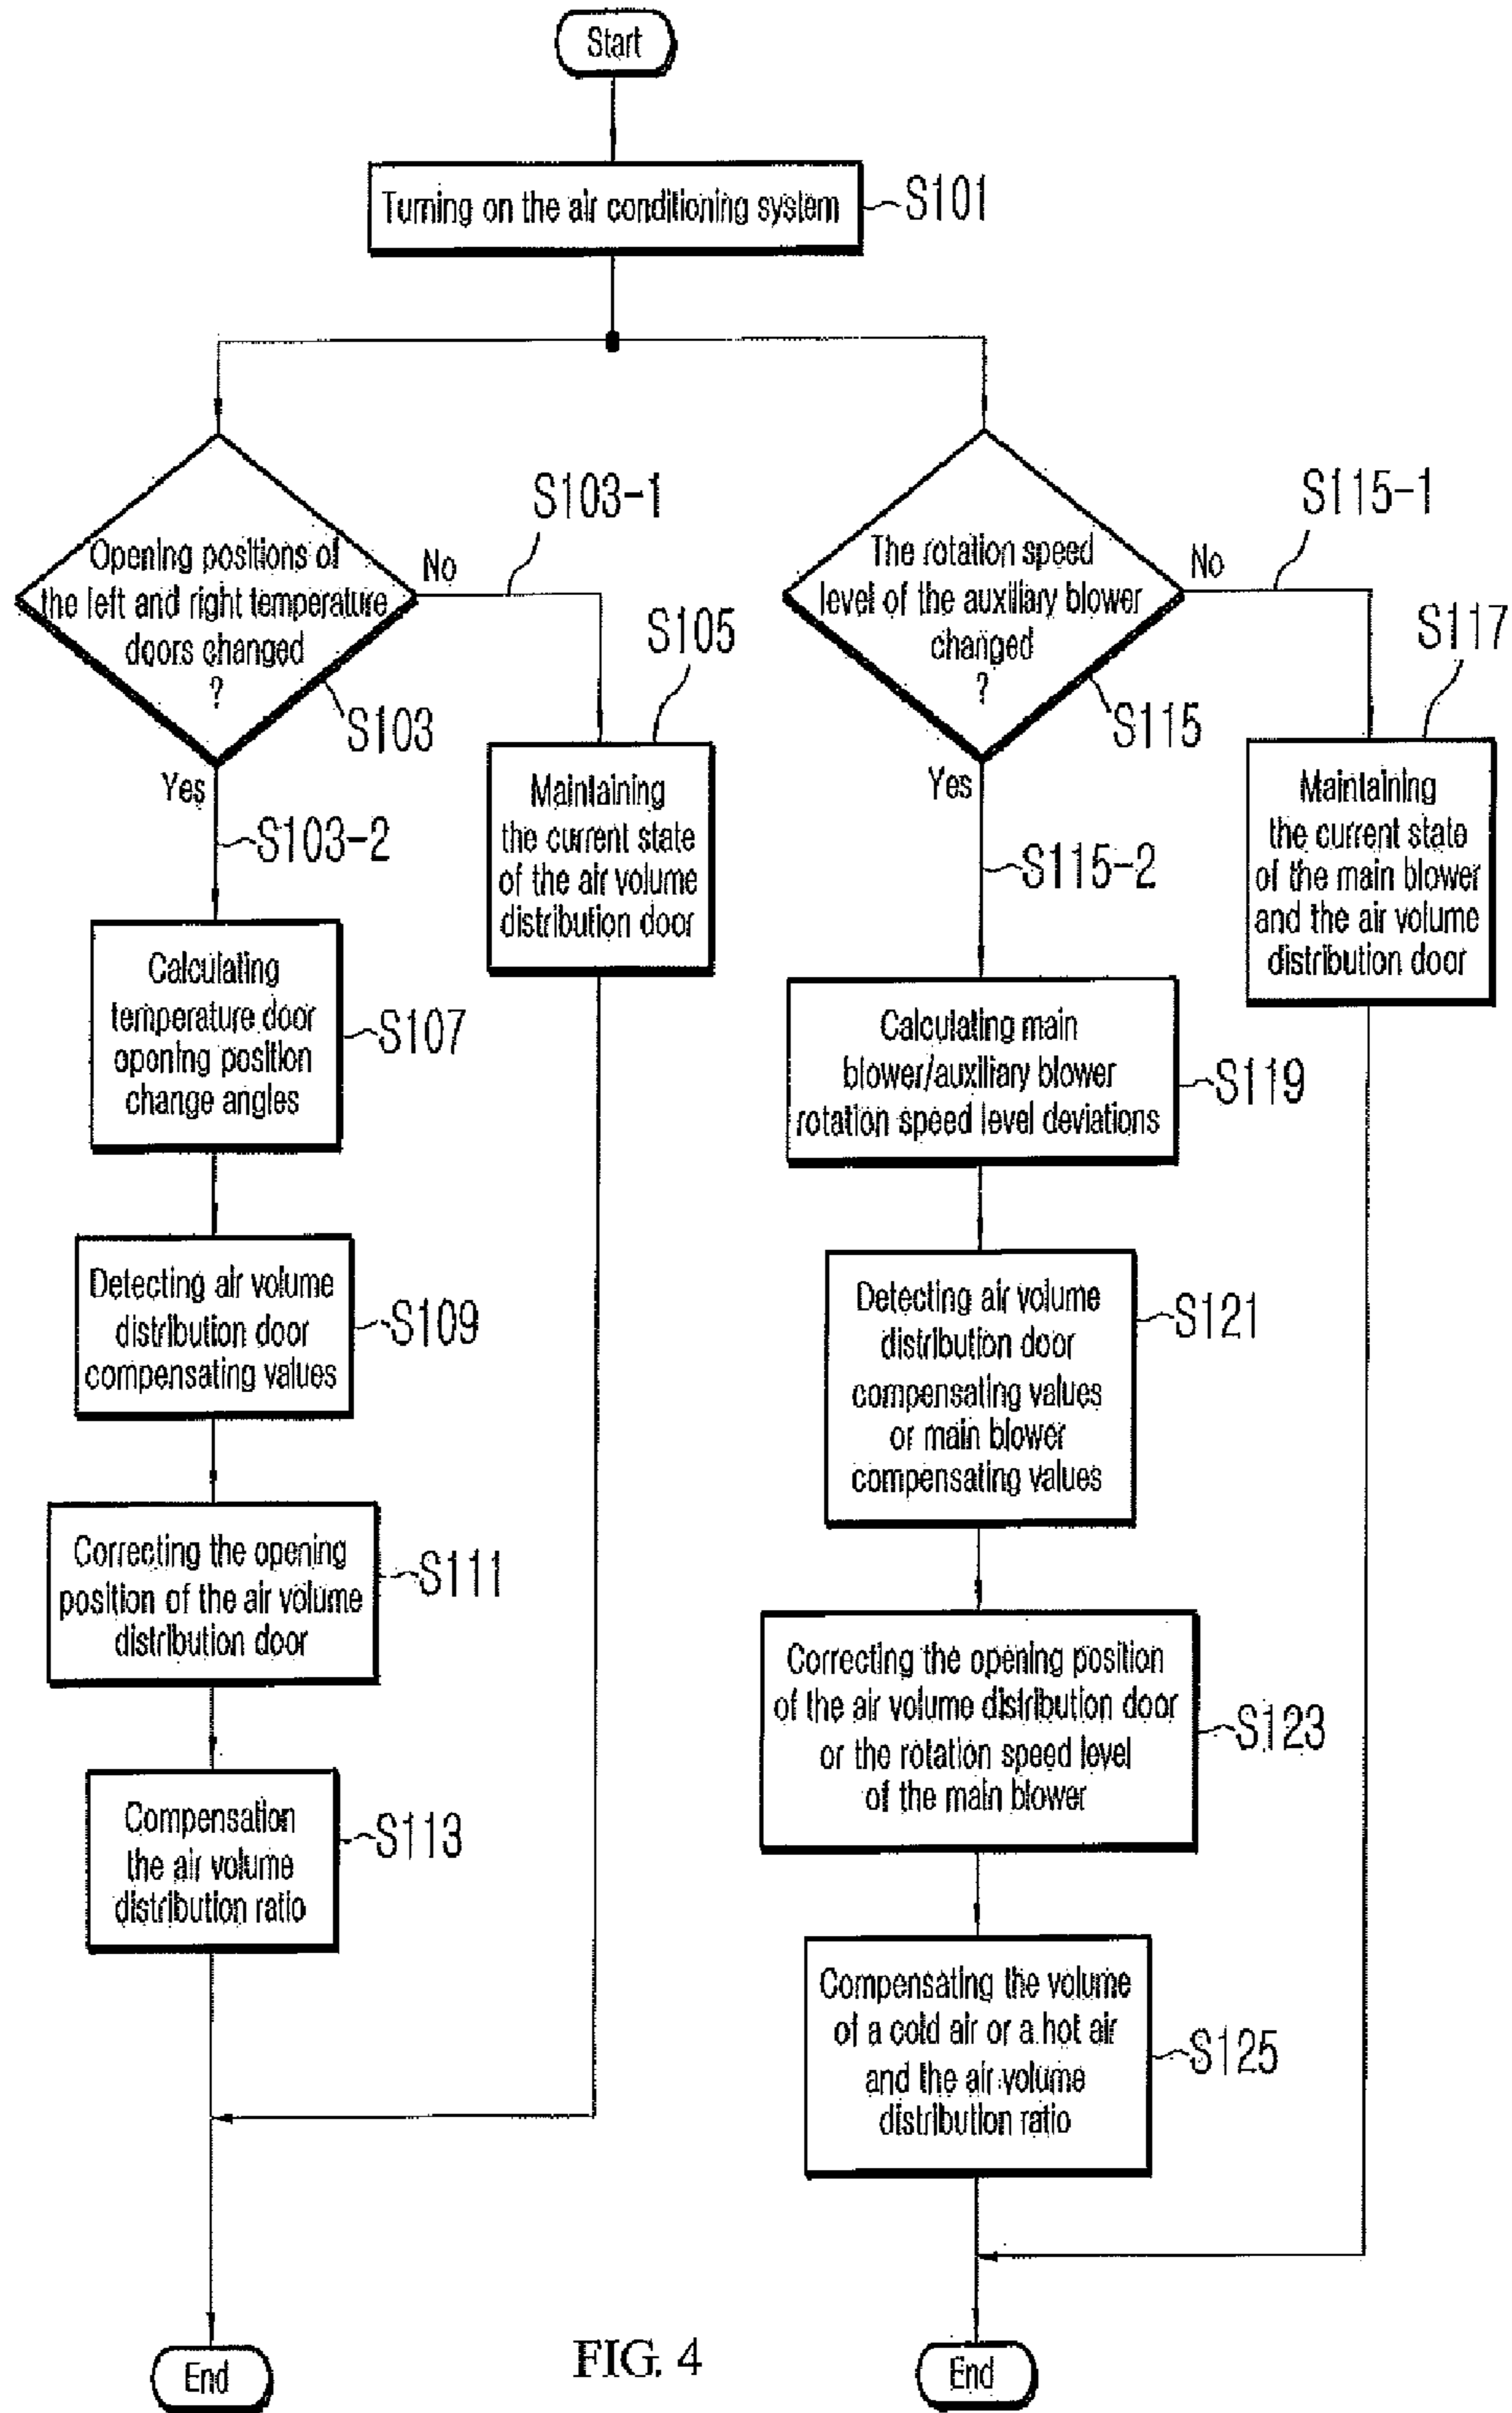 Start
Turning on the air conditioning system
S101
Opening positions of
the left and right temperature
doors changed
?
S103
No
S103-1
Yes
S103-2
S105
Maintaining
the current state
of the air volume
distribution door
Calculating
temperature door
opening position
change angles
S107
Detecting air volume
distribution door
compensating values
S109
Correcting the opening
position of the air volume
distribution door
S111
Compensation
the air volume
distribution ratio
S113
End
The rotation speed
level of the auxiliary blower
changed
?
S115
No
S115-1
Yes
S115-2
S117
Maintaining
the current state
of the main blower
and the air volume
distribution door
Calculating main
blower/auxiliary blower
rotation speed level deviations
S119
Detecting air volume
distribution door
compensating values
or main blower
compensating values
S121
Correcting the opening position
of the air volume distribution door
or the rotation speed level
of the main blower
S123
Compensating the volume
of a cold air or a hot air
and the air volume
distribution ratio
S125
End
FIG. 4